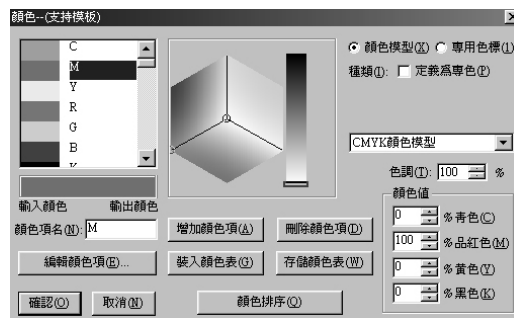 顏色--(支持模板)
C
M
Y
R
G
B
K
輸入顏色 輸出顏色
顏色項名(N): M
編輯顏色項(E)...
確認(O) 取消(N)
增加顏色項(A) 刪除顏色項(D)
裝入顏色表(G) 存儲顏色表(W)
顏色排序(Q)
顏色模型(X) 專用色標(1)
種類(I): 定義爲專色(P)
CMYK顏色模型
色調(T): 100 %
顏色值
0 %青色(C)
100 %品紅色(M)
0 %黃色(Y)
0 %黑色(K)